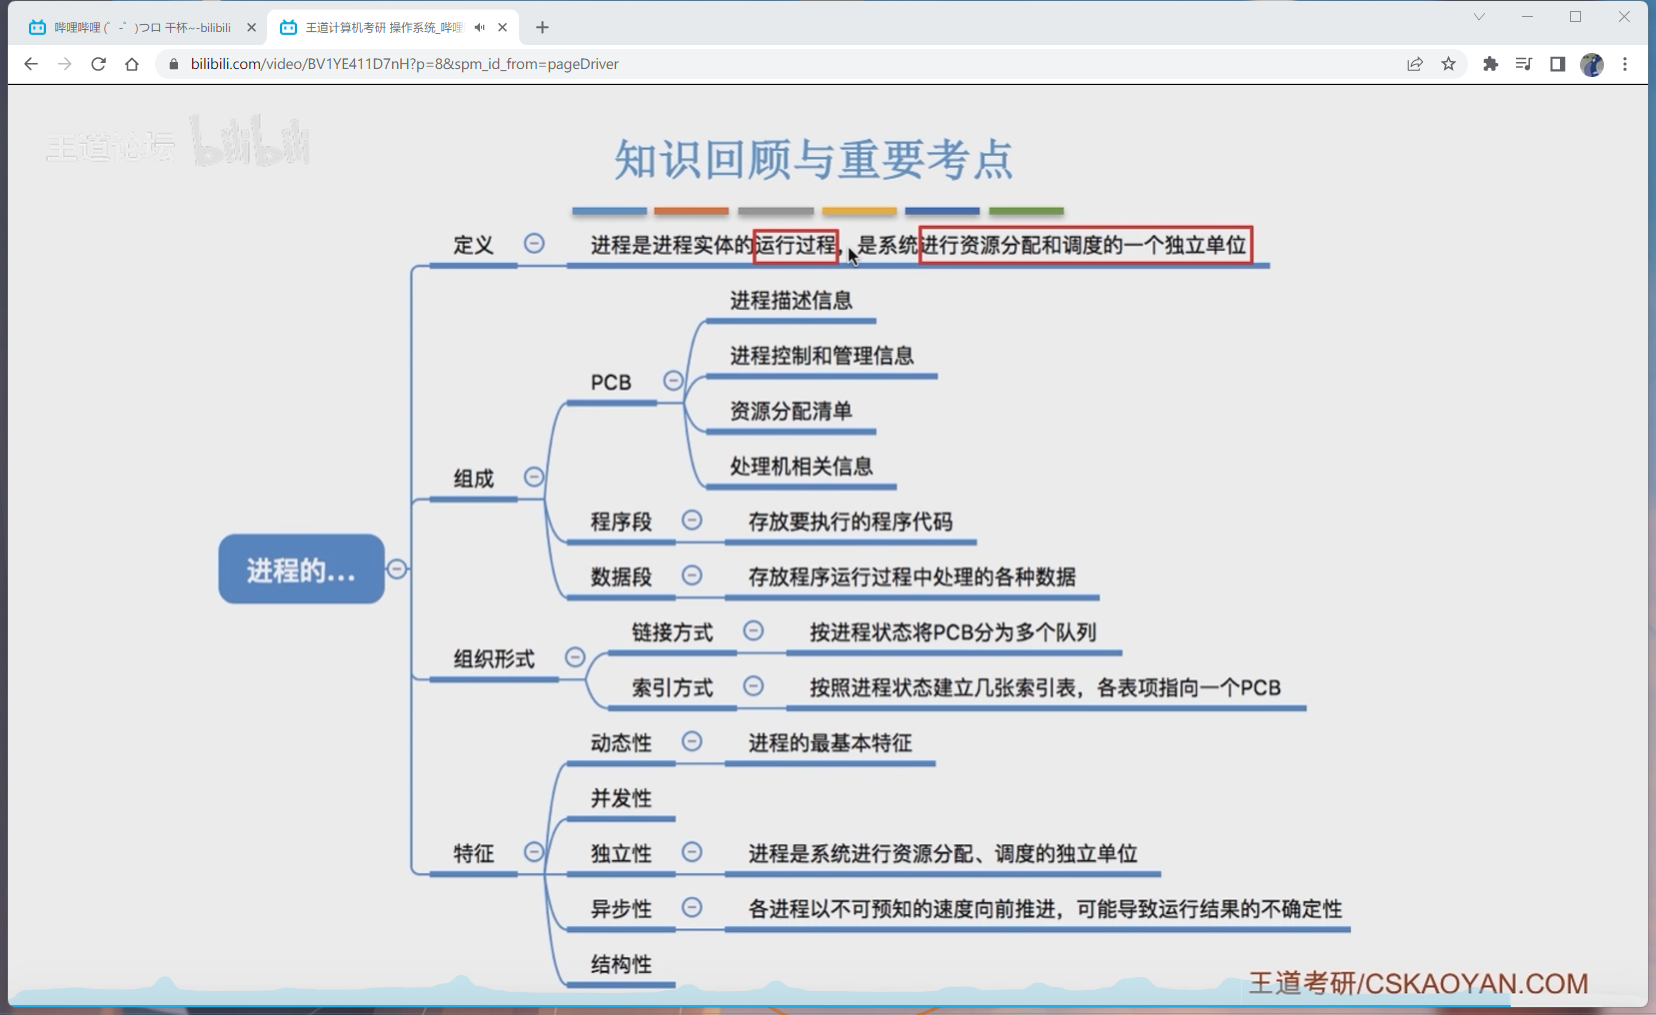 哔哩哔哩 (゜-゜)つロ 干杯~-bilibili
王道计算机考研 操作系统_哔哩
bilibili.com/video/BV1YE411D7nH?p=8&spm_id_from=pageDriver
王道论坛 bilibili
知识回顾与重要考点
定义
进程是进程实体的运行过程，是系统进行资源分配和调度的一个独立单位
进程描述信息
进程控制和管理信息
PCB
资源分配清单
处理机相关信息
组成
程序段
存放要执行的程序代码
数据段
存放程序运行过程中处理的各种数据
进程的...
链接方式
按进程状态将PCB分为多个队列
组织形式
索引方式
按照进程状态建立几张索引表，各表项指向一个PCB
动态性
进程的最基本特征
并发性
特征
独立性
进程是系统进行资源分配、调度的独立单位
异步性
各进程以不可预知的速度向前推进，可能导致运行结果的不确定性
结构性
王道考研/CSKAOYAN.COM